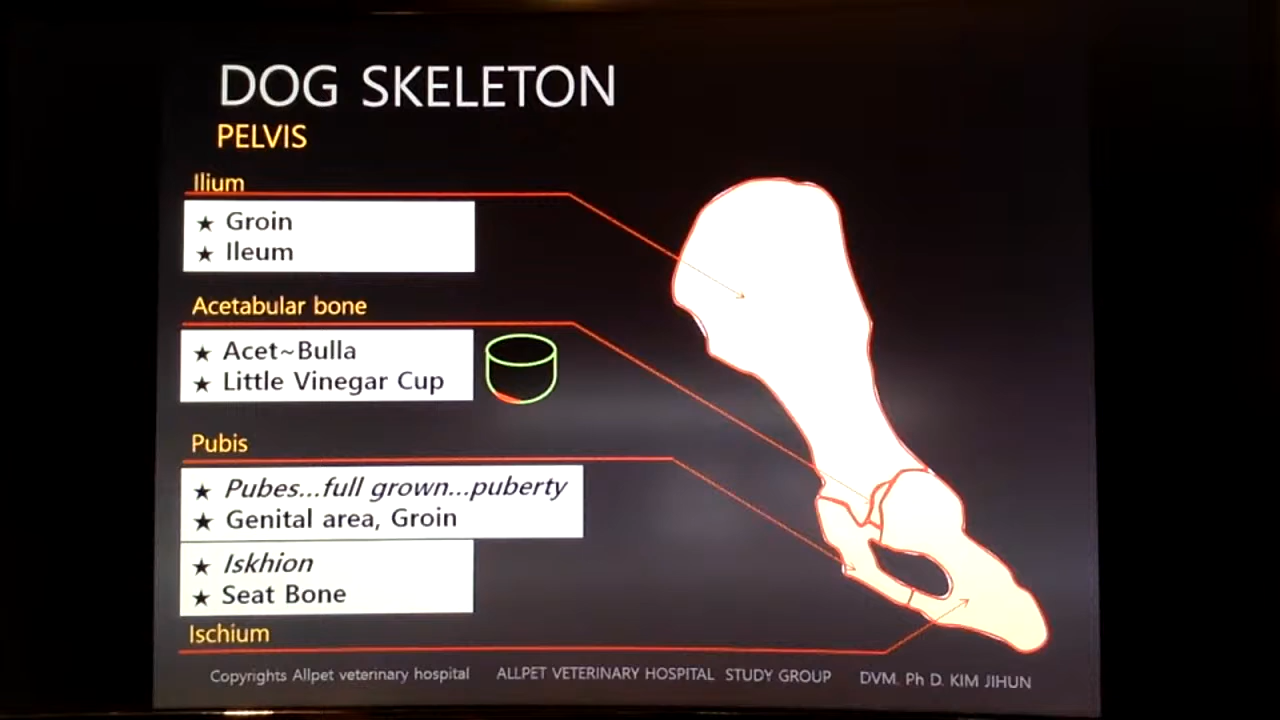 DOG SKELETON
PELVIS
Ilium
★ Groin
★ Ileum
Acetabular bone
★ Acet~Bulla
★ Little Vinegar Cup
Pubis
★ Pubes...full grown...puberty
★ Genital area, Groin
★ Iskhion
★ Seat Bone
Ischium
Copyrights Allpet veterinary hospital ALLPET VETERINARY HOSPITAL STUDY GROUP DVM. Ph D. KIM JIHUN